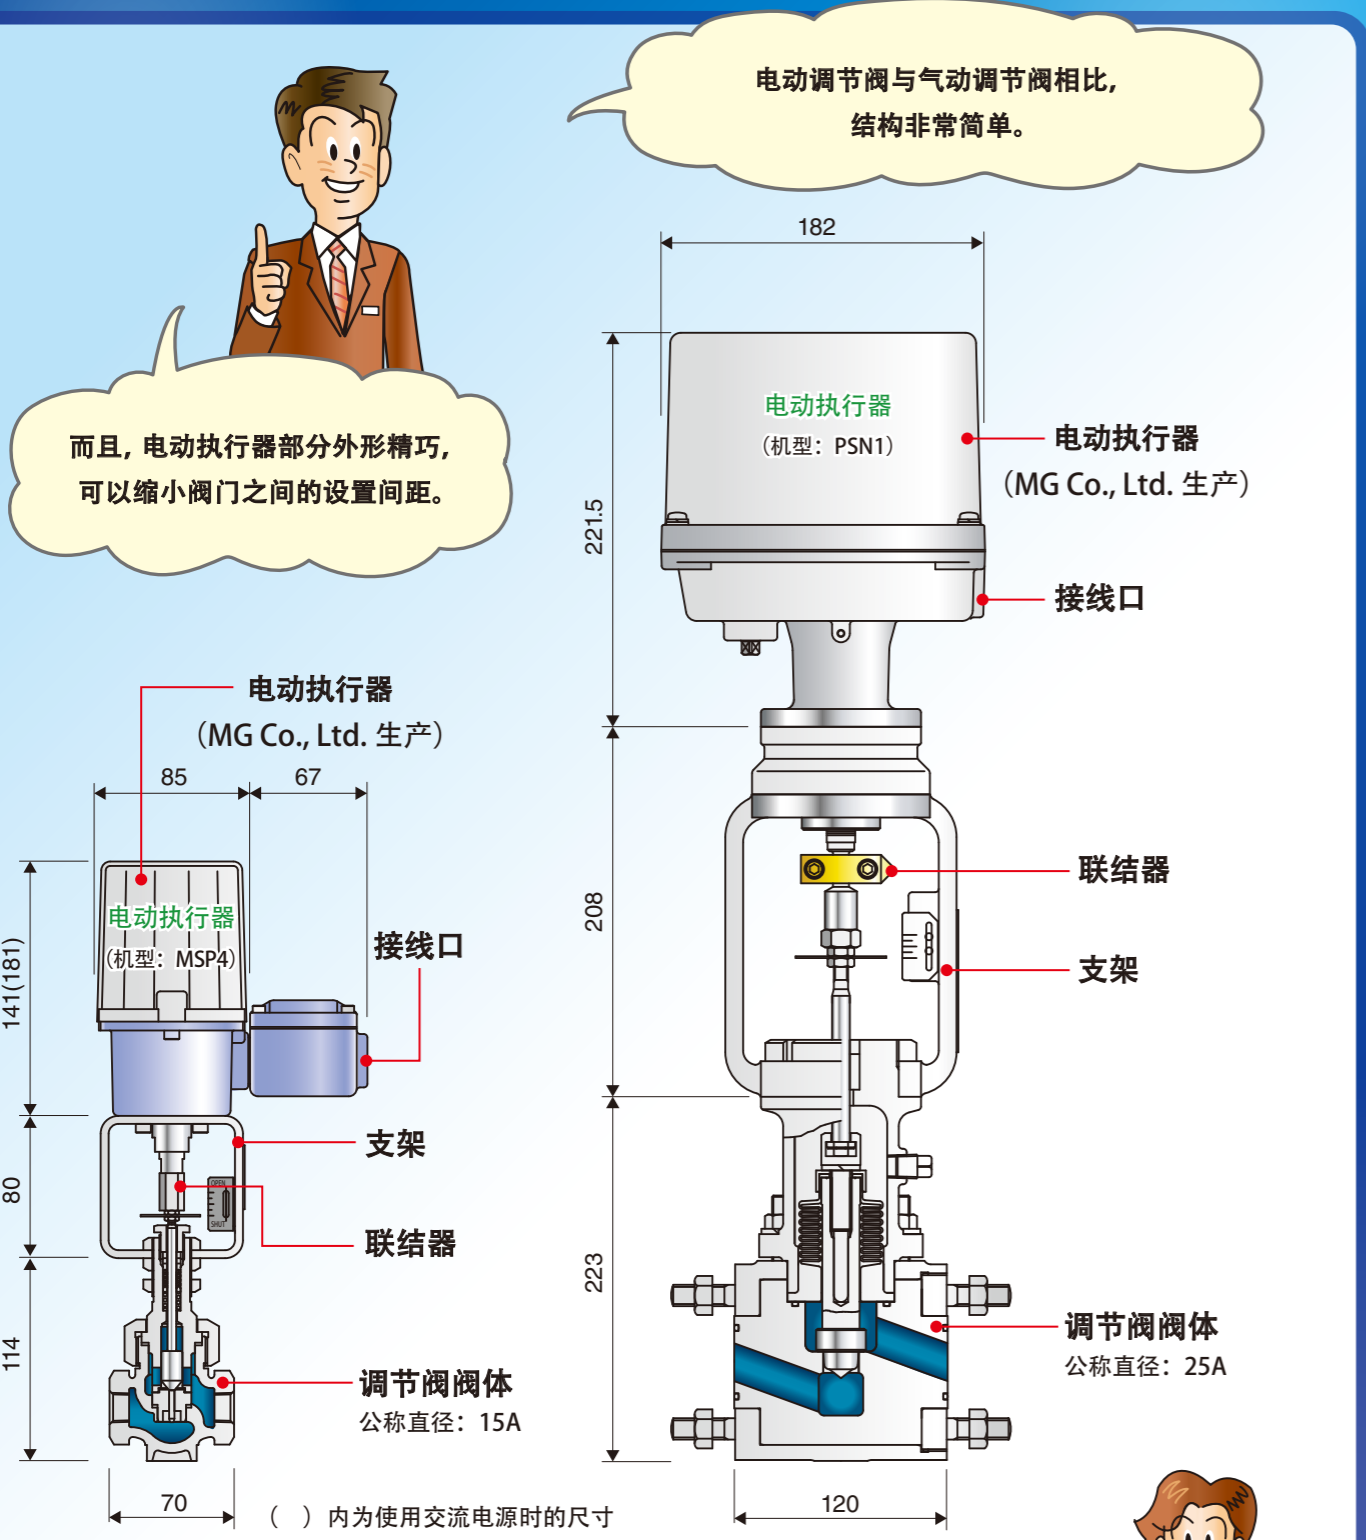 电动调节阀与气动调节阀相比,
结构非常简单。
而且, 电动执行器部分外形精巧,
可以缩小阀门之间的设置间距。
182
电动执行器
(机型: PSN1)
电动执行器
(MG Co., Ltd. 生产)
221.5
接线口
208
联结器
支架
223
调节阀阀体
公称直径: 25A
120
电动执行器
(MG Co., Ltd. 生产)
85
67
电动执行器
(机型: MSP4)
141(181)
接线口
支架
80
OPEN
SHUT
联结器
114
调节阀阀体
公称直径: 15A
70
( ) 内为使用交流电源时的尺寸